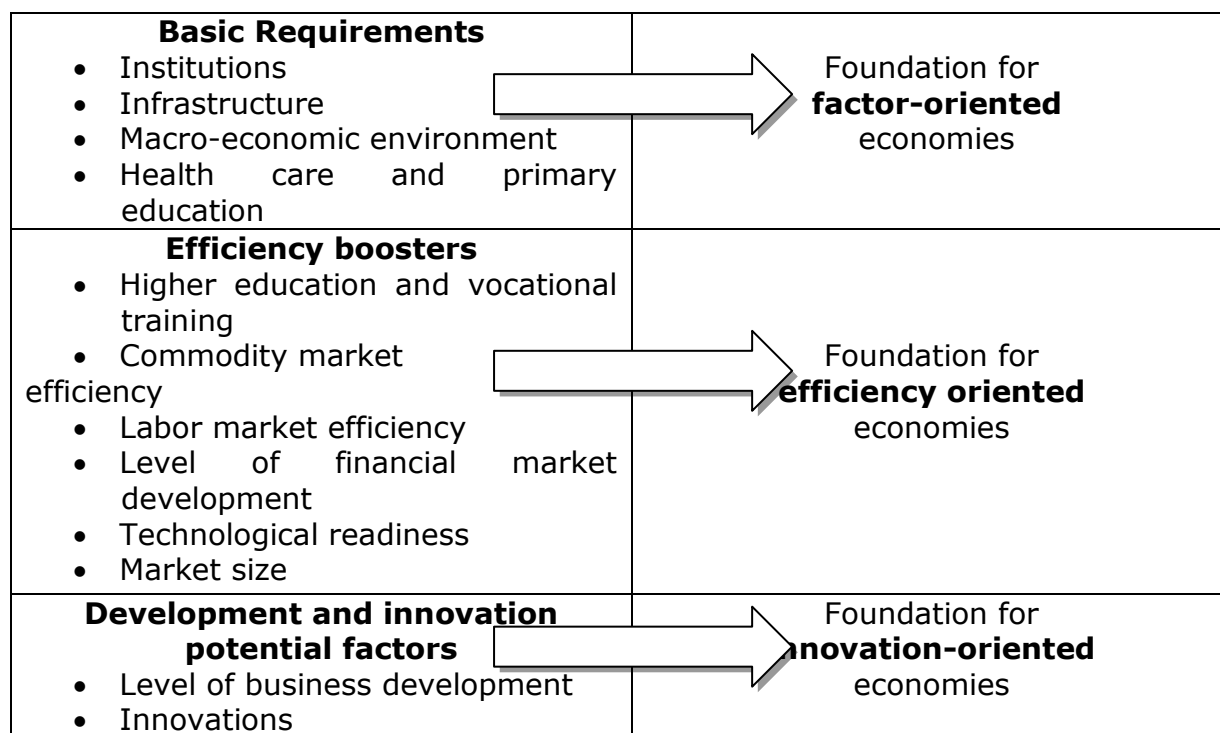 Basic Requirements
• Institutions
• Infrastructure
• Macro-economic environment
• Health care and primary
education
Foundation for
factor-oriented
economies
Efficiency boosters
• Higher education and vocational
training
• Commodity market
efficiency
• Labor market efficiency
• Level of financial market
development
• Technological readiness
• Market size
Foundation for
efficiency oriented
economies
Development and innovation
potential factors
• Level of business development
• Innovations
Foundation for
nnovation-oriented
economies